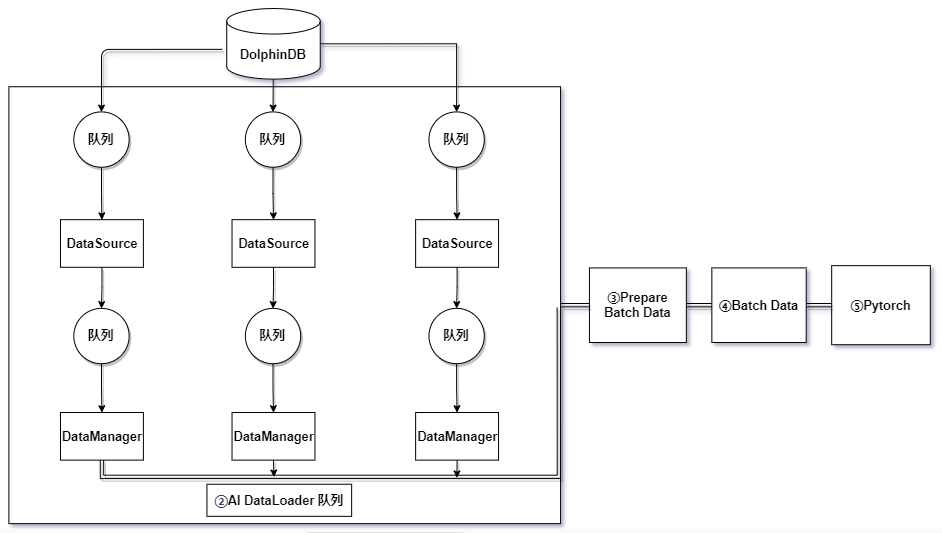 DolphinDB
队列
队列
队列
DataSource
DataSource
DataSource
队列
队列
队列
DataManager
DataManager
DataManager
②AI DataLoader 队列
③Prepare
Batch Data
④Batch Data
⑤Pytorch